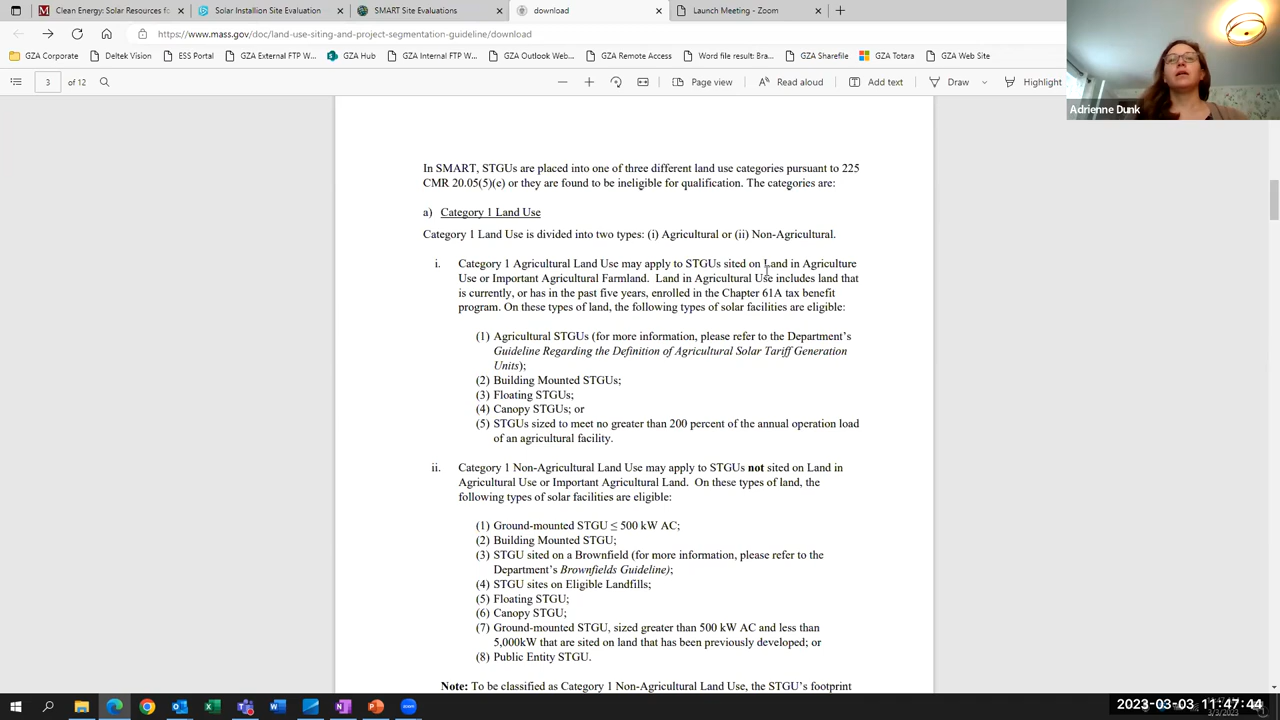 Clean Energy: Solar Resources fo
Solar Installion Site Evaluation
SMART Site Evaluations
download
Launch Meeting - Zoom
https://www.mass.gov/doc/land-use-siting-and-project-segmentation-guideline/download
GZA Corporate
Deltek Vision
ESS Portal
GZA External FTP W...
GZA Hub
GZA Internal FTP W...
GZA Outlook Web...
GZA Remote Access
Word file result: Bra...
GZA Sharefile
GZA Totara
GZA Web Site
3 of 12
Page view
Read aloud
Add text
Draw
Highlight
Adrienne Dunk
In SMART, STGUs are placed into one of three different land use categories pursuant to 225
CMR 20.05(5)(e) or they are found to be ineligible for qualification. The categories are:
a) Category 1 Land Use
Category 1 Land Use is divided into two types: (i) Agricultural or (ii) Non-Agricultural.
i. Category 1 Agricultural Land Use may apply to STGUs sited on Land in Agriculture
Use or Important Agricultural Farmland. Land in Agricultural Use includes land that
is currently, or has in the past five years, enrolled in the Chapter 61A tax benefit
program. On these types of land, the following types of solar facilities are eligible:
(1) Agricultural STGUs (for more information, please refer to the Department's
Guideline Regarding the Definition of Agricultural Solar Tariff Generation
Units);
(2) Building Mounted STGUs;
(3) Floating STGUs;
(4) Canopy STGUs; or
(5) STGUs sized to meet no greater than 200 percent of the annual operation load
of an agricultural facility.
ii. Category 1 Non-Agricultural Land Use may apply to STGUs not sited on Land in
Agricultural Use or Important Agricultural Land. On these types of land, the
following types of solar facilities are eligible:
(1) Ground-mounted STGU ≤ 500 kW AC;
(2) Building Mounted STGU;
(3) STGU sited on a Brownfield (for more information, please refer to the
Department's Brownfields Guideline);
(4) STGU sites on Eligible Landfills;
(5) Floating STGU;
(6) Canopy STGU;
(7) Ground-mounted STGU, sized greater than 500 kW AC and less than
5,000kW that are sited on land that has been previously developed; or
(8) Public Entity STGU.
Note: To be classified as Category 1 Non-Agricultural Land Use, the STGU's footprint
2023-03-03 11:47:44